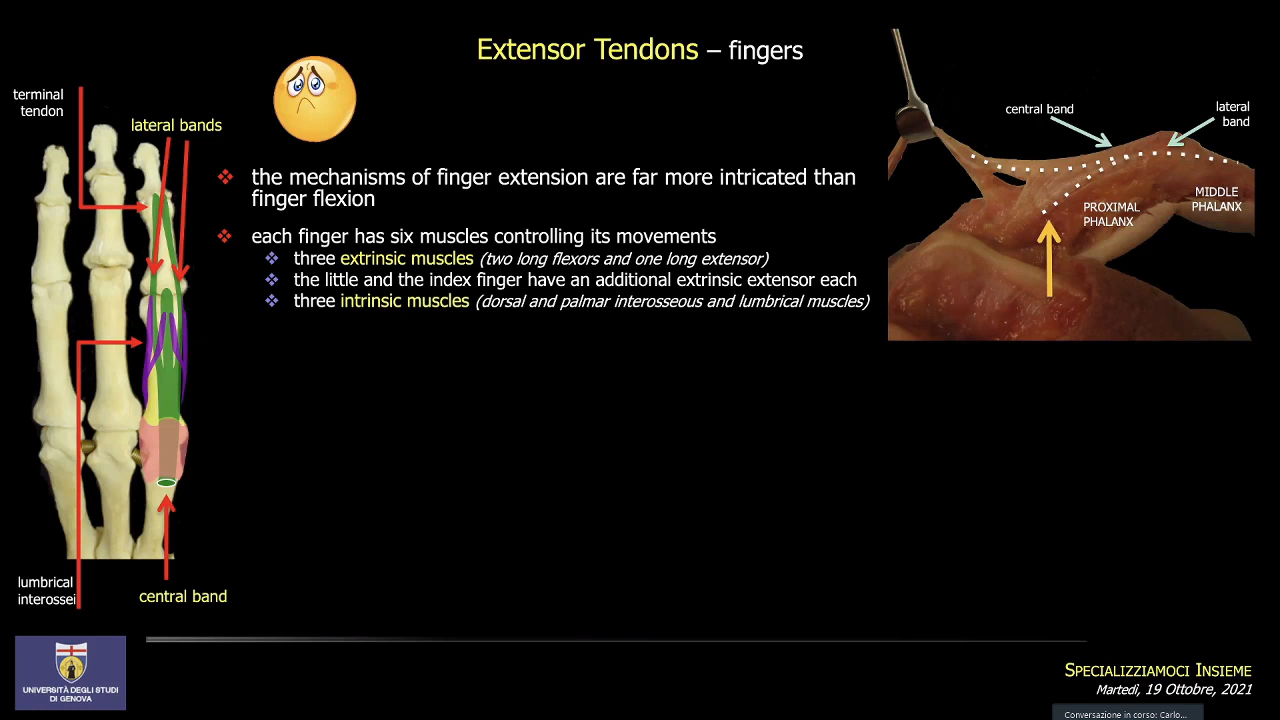 Extensor Tendons – fingers
terminal
tendon
lateral bands
central band
lateral
band
❖ the mechanisms of finger extension are far more intricated than
finger flexion
❖ each finger has six muscles controlling its movements
❖ three extrinsic muscles (two long flexors and one long extensor)
❖ the little and the index finger have an additional extrinsic extensor each
❖ three intrinsic muscles (dorsal and palmar interosseous and lumbrical muscles)
PROXIMAL
PHALANX
MIDDLE
PHALANX
lumbrical
interossei
central band
UNIVERSITÀ DEGLI STUDI
DI GENOVA
SPECIALIZZIAMOCI INSIEME
Martedì, 19 Ottobre, 2021
Conversazione in corso: Carlo...